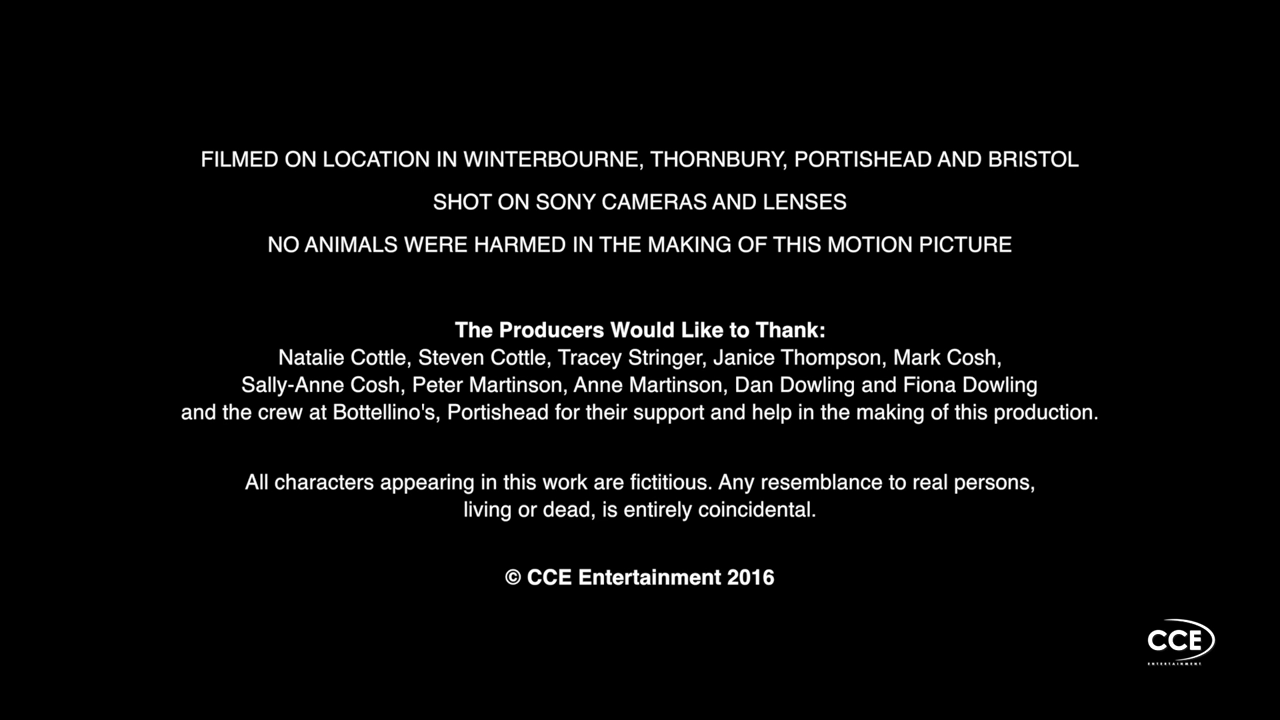 FILMED ON LOCATION IN WINTERBOURNE, THORNBURY, PORTISHEAD AND BRISTOL
SHOT ON SONY CAMERAS AND LENSES
NO ANIMALS WERE HARMED IN THE MAKING OF THIS MOTION PICTURE
The Producers Would Like to Thank:
Natalie Cottle, Steven Cottle, Tracey Stringer, Janice Thompson, Mark Cosh,
Sally-Anne Cosh, Peter Martinson, Anne Martinson, Dan Dowling and Fiona Dowling
and the crew at Bottellino's, Portishead for their support and help in the making of this production.
All characters appearing in this work are fictitious. Any resemblance to real persons,
living or dead, is entirely coincidental.
© CCE Entertainment 2016
CCE
ENTERTAINMENT